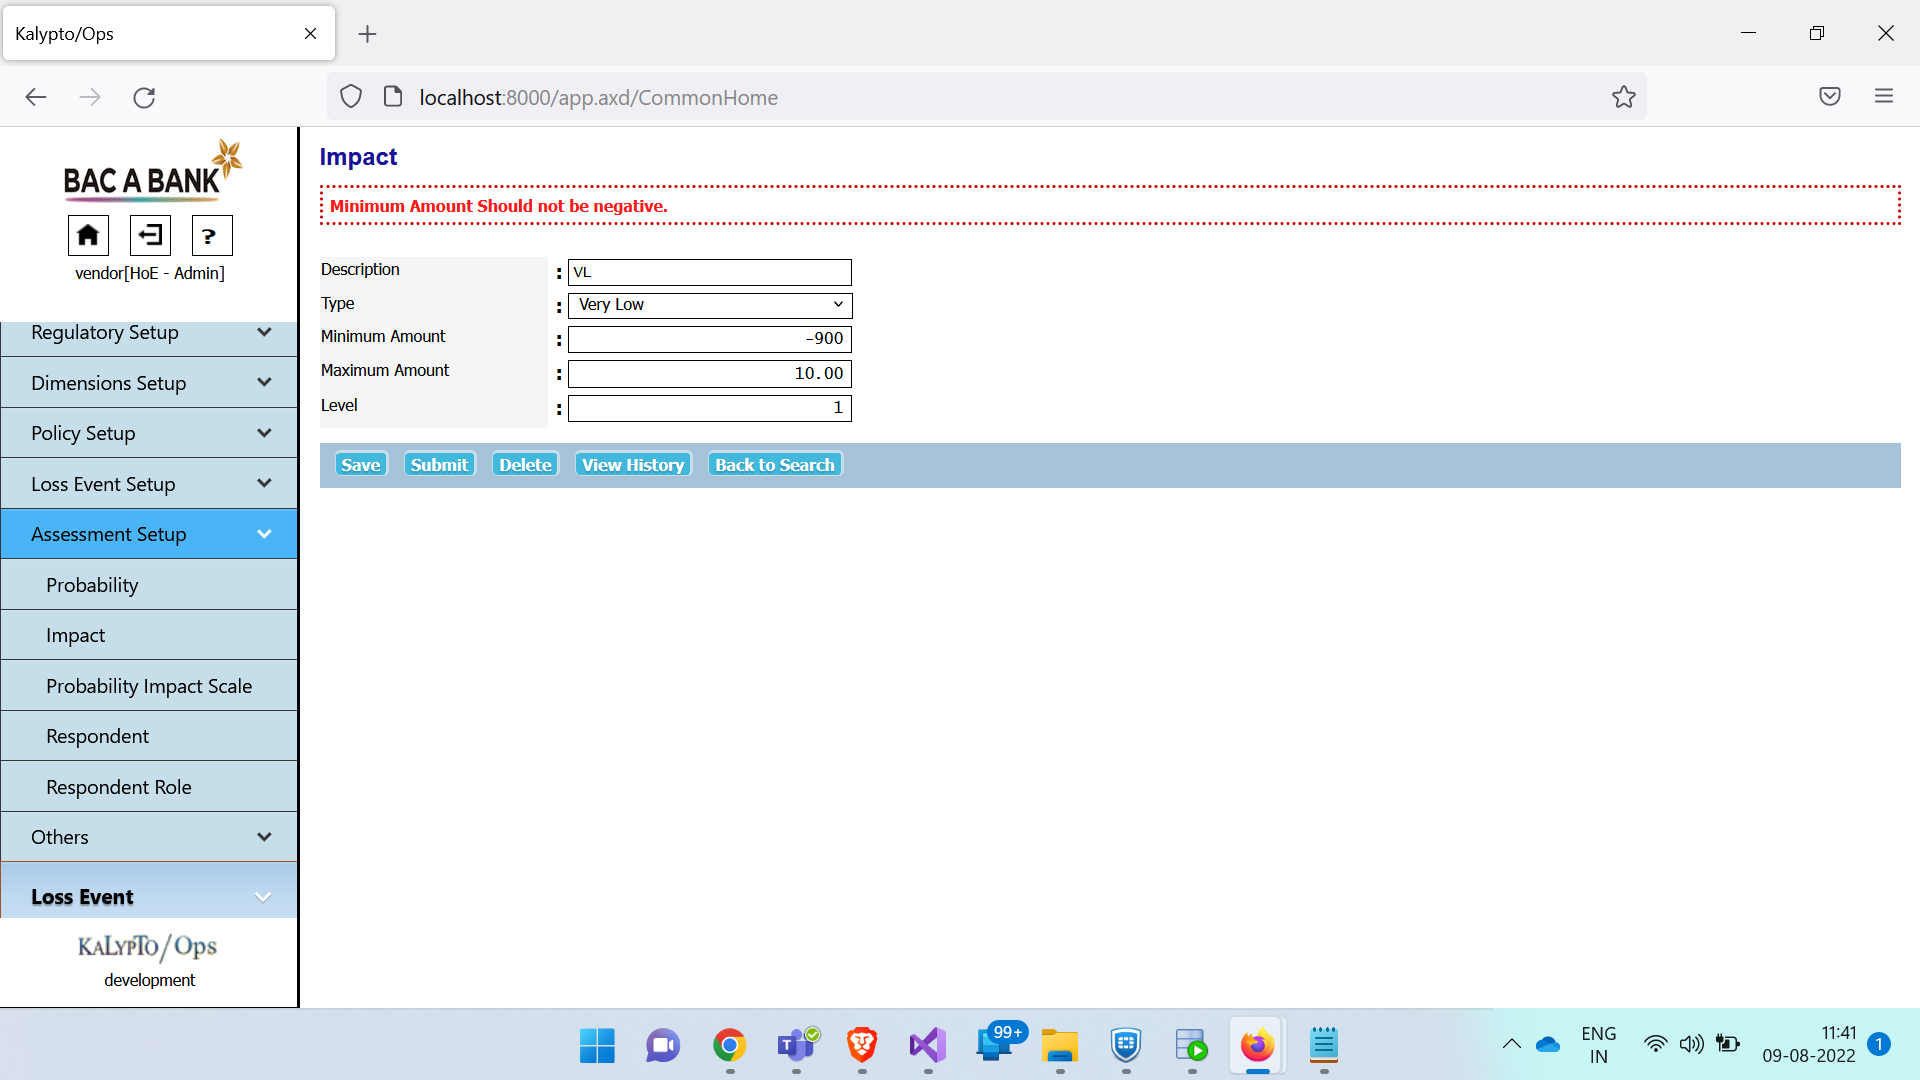 Kalypto/Ops
localhost:8000/app.axd/CommonHome
BAC A BANK
?
vendor[HoE - Admin]
Regulatory Setup
Dimensions Setup
Policy Setup
Loss Event Setup
Assessment Setup
Probability
Impact
Probability Impact Scale
Respondent
Respondent Role
Others
Loss Event
KALYPTO/Ops
development
Impact
Minimum Amount Should not be negative.
Description : VL
Type : Very Low
Minimum Amount : -900
Maximum Amount : 10.00
Level : 1
Save Submit Delete View History Back to Search
99+
ENG
IN
11:41
09-08-2022
1